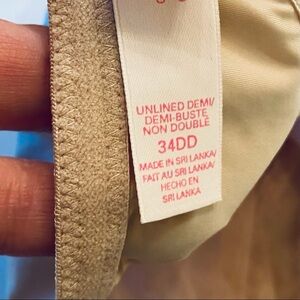 UNLINED DEMI/
DEMI-BUSTE
NON DOUBLE
34DD
MADE IN SRI LANKA/
FAIT AU SRI LANKA/
HECHO EN
SRI LANKA